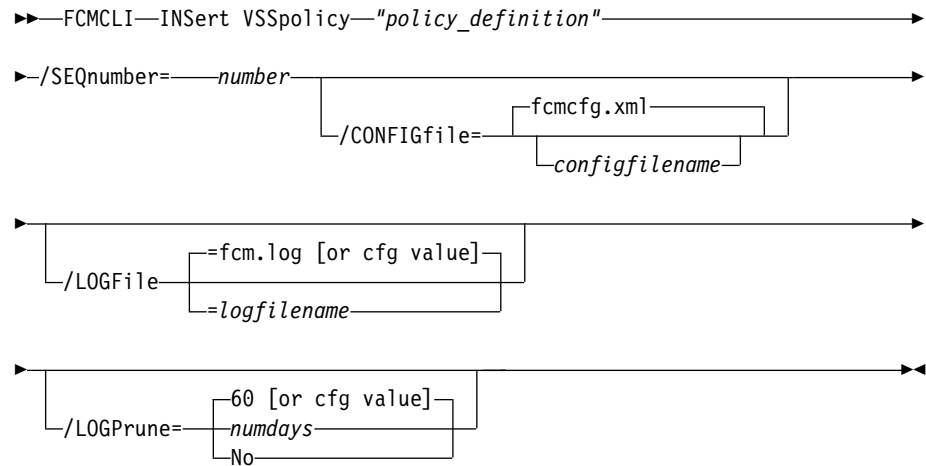 FCMCLI INSert VSSpolicy "policy_definition"
/SEQnumber= number
fcmcfg.xml
/CONFIGfile=
configfilename
=fcm.log [or cfg value]
/LOGFile
=logfilename
60 [or cfg value]
/LOGPrune= numdays
No